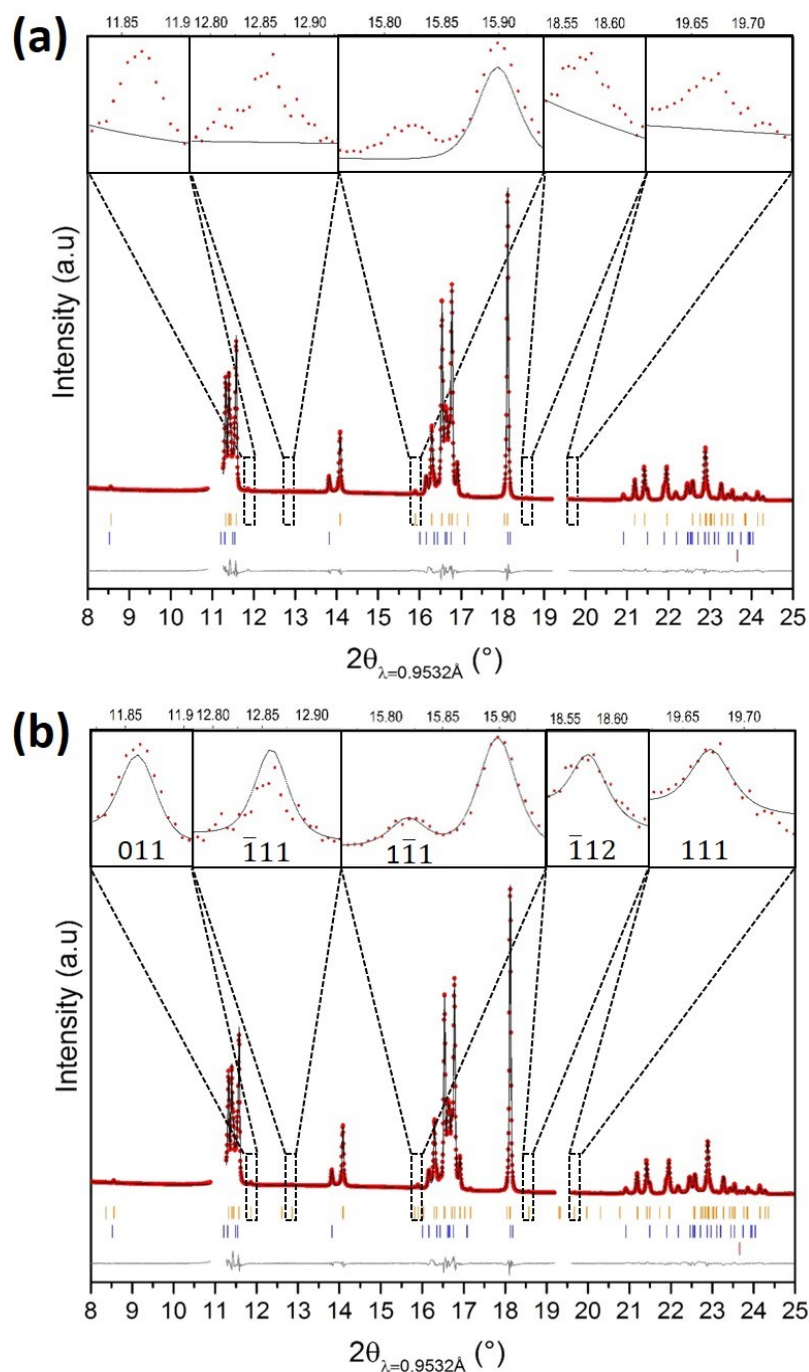 (a)
11.85 11.9 12.80 12.85 12.90 15.80 15.85 15.90 18.55 18.60 19.65 19.70
Intensity (a.u)
8 9 10 11 12 13 14 15 16 17 18 19 20 21 22 23 24 25
2θλ=0.9532Å (°)
(b)
11.85 11.9 12.80 12.85 12.90 15.80 15.85 15.90 18.55 18.60 19.65 19.70
011 1̅11 11̅1 1̅12 111
Intensity (a.u)
8 9 10 11 12 13 14 15 16 17 18 19 20 21 22 23 24 25
2θλ=0.9532Å (°)